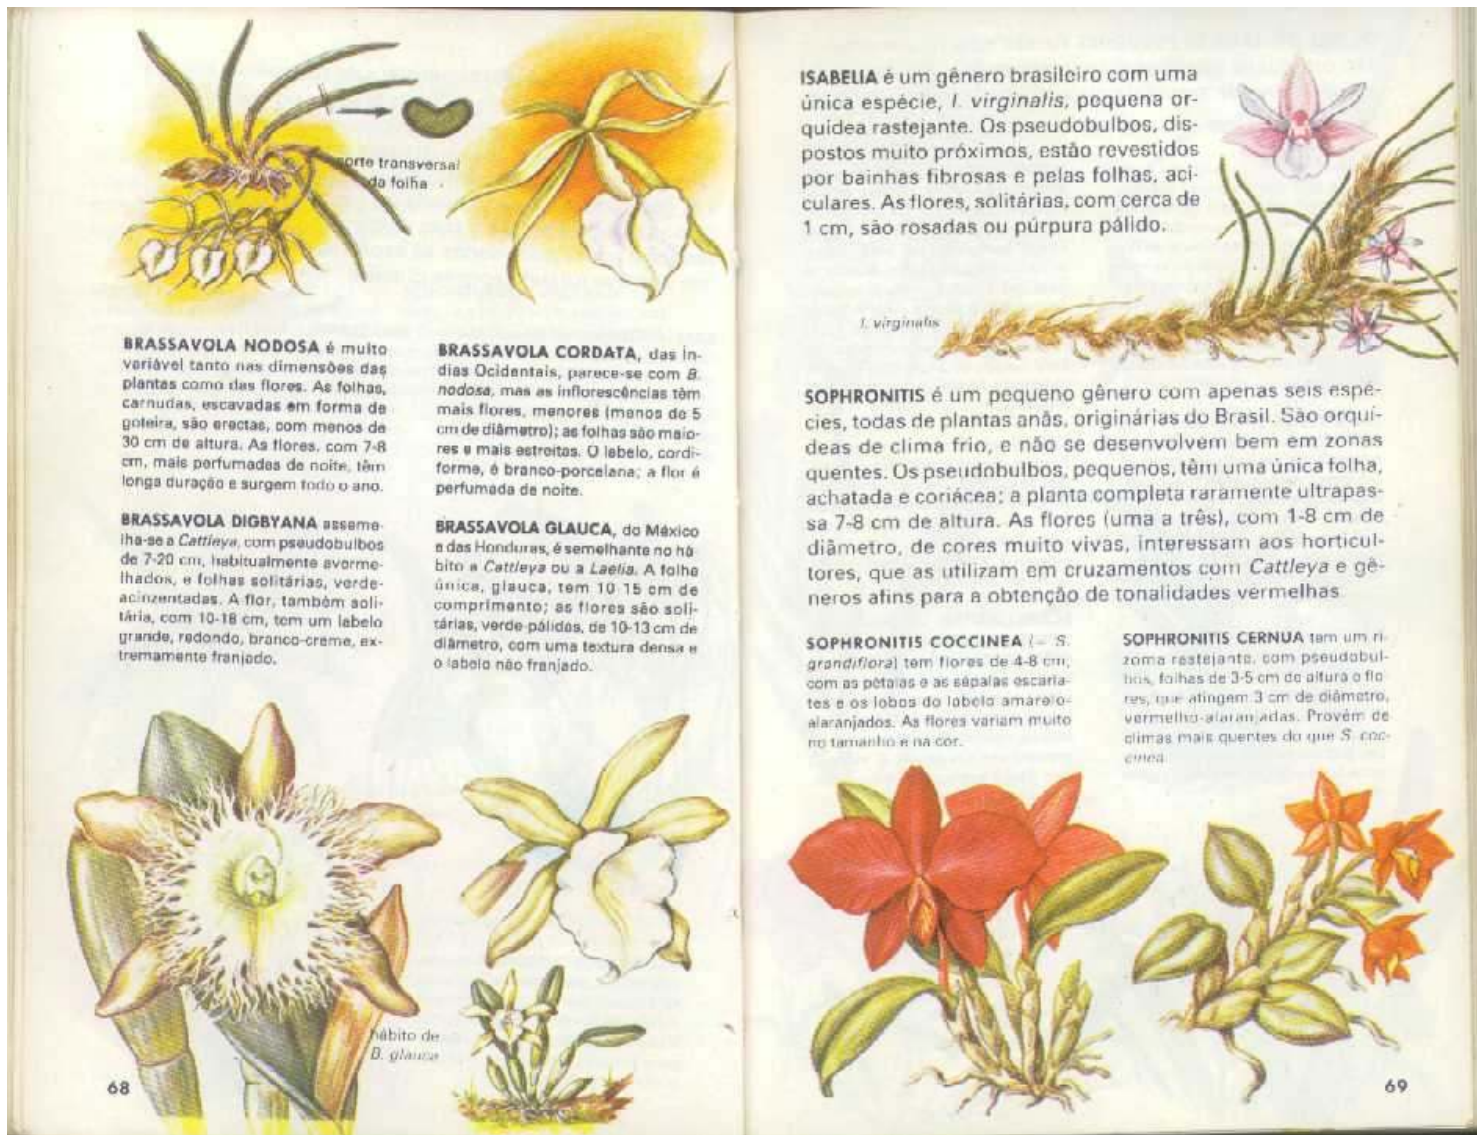 corte transversal
da folha
BRASSAVOLA NODOSA é muito
variável tanto nas dimensões das
plantas como das flores. As folhas,
carnudas, escavadas em forma de
goteira, são erectas, com menos de
30 cm de altura. As flores, com 7-8
cm, mais perfumadas de noite, têm
longa duração e surgem todo o ano.
BRASSAVOLA DIGBYANA asseme-
lha-se a Cattleya, com pseudobulbos
de 7-20 cm, habitualmente averme-
lhados, e folhas solitárias, verde-
acinzentadas. A flor, também soli-
tária, com 10-18 cm, tem um labelo
grande, redondo, branco-creme, ex-
tremamente franjado.
BRASSAVOLA CORDATA, das Ín-
dias Ocidentais, parece-se com B.
nodosa, mas as inflorescências têm
mais flores, menores (menos de 5
cm de diâmetro); as folhas são maio-
res e mais estreitas. O labelo, cordi-
forme, é branco-porcelana; a flor é
perfumada de noite.
BRASSAVOLA GLAUCA, do México
e das Honduras, é semelhante no há-
bito a Cattleya ou a Laelia. A folha
única, glauca, tem 10-15 cm de
comprimento; as flores são soli-
tárias, verde-pálidas, de 10-13 cm de
diâmetro, com uma textura densa e
o labelo não franjado.
hábito de
B. glauca
68
ISABELIA é um gênero brasileiro com uma
única espécie, I. virginalis, pequena or-
quídea rastejante. Os pseudobulbos, dis-
postos muito próximos, estão revestidos
por bainhas fibrosas e pelas folhas, aci-
culares. As flores, solitárias, com cerca de
1 cm, são rosadas ou púrpura pálido.
I. virginalis
SOPHRONITIS é um pequeno gênero com apenas seis espé-
cies, todas de plantas anãs, originárias do Brasil. São orquí-
deas de clima frio, e não se desenvolvem bem em zonas
quentes. Os pseudobulbos, pequenos, têm uma única folha,
achatada e coriácea; a planta completa raramente ultrapas-
sa 7-8 cm de altura. As flores (uma a três), com 1-8 cm de
diâmetro, de cores muito vivas, interessam aos horticul-
tores, que as utilizam em cruzamentos com Cattleya e gê-
neros afins para a obtenção de tonalidades vermelhas.
SOPHRONITIS COCCINEA (= S.
grandiflora) tem flores de 4-8 cm,
com as pétalas e as sépalas escarla-
tes e os lobos do labelo amarelo-
alaranjados. As flores variam muito
no tamanho e na cor.
SOPHRONITIS CERNUA tem um ri-
zoma rastejante, com pseudobul-
bos, folhas de 3-5 cm de altura e flo-
res, que atingem 3 cm de diâmetro,
vermelho-alaranjadas. Provém de
climas mais quentes do que S. coc-
cinea.
69